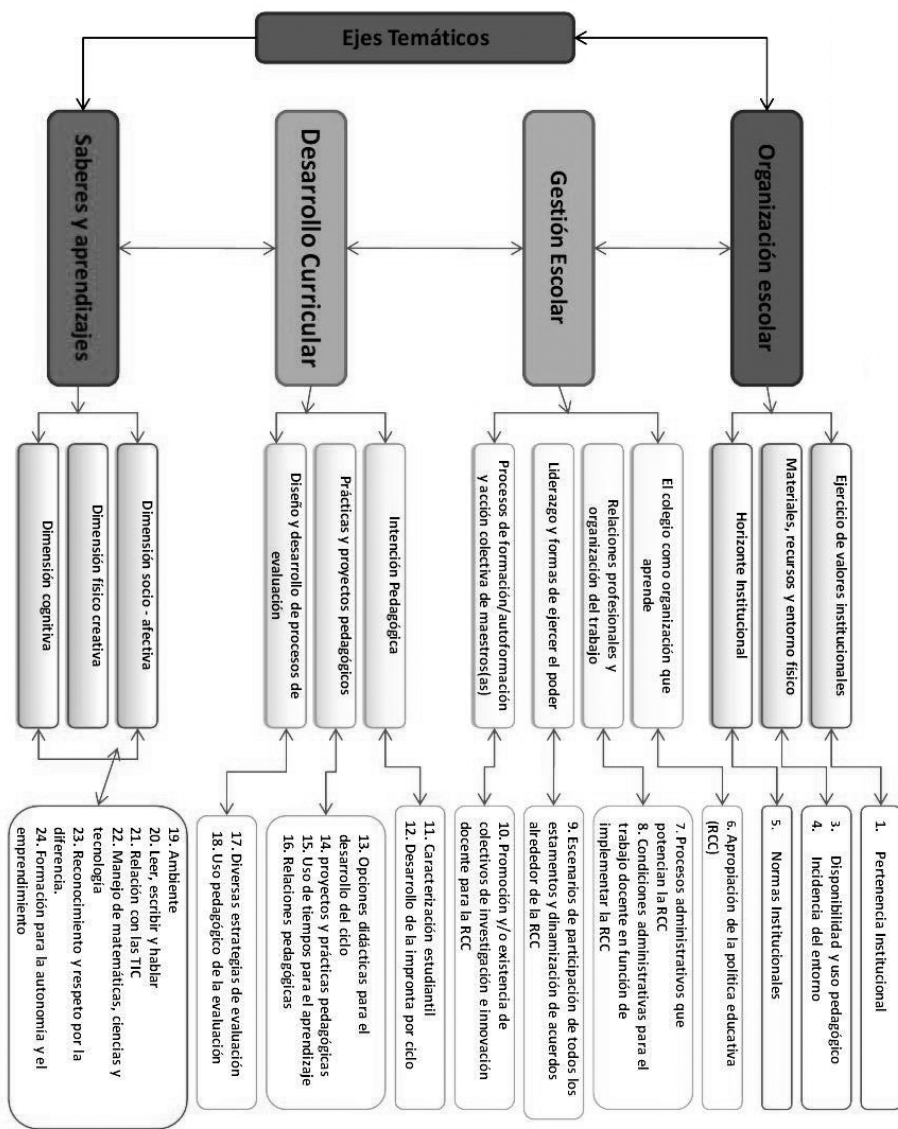 Ejes Temáticos
Organización escolar
Gestión Escolar
Desarrollo Curricular
Saberes y aprendizajes
Ejercicio de valores institucionales
Materiales, recursos y entorno físico
Horizonte Institucional
El colegio como organización que
aprende
Relaciones profesionales y
organización del trabajo
Liderazgo y formas de ejercer el poder
Procesos de formación/autoformación
y acción colectiva de maestros(as)
Intención Pedagógica
Prácticas y proyectos pedagógicos
Diseño y desarrollo de procesos de
evaluación
Dimensión socio - afectiva
Dimensión físico creativa
Dimensión cognitiva
1. Pertenencia Institucional
3. Disponibilidad y uso pedagógico
4. Incidencia del entorno
5. Normas Institucionales
6. Apropiación de la política educativa
(RCC)
7. Procesos administrativos que
potencian la RCC
8. Condiciones administrativas para el
trabajo docente en función de
implementar la RCC
9. Escenarios de participación de todos los
estamentos y dinamización de acuerdos
alrededor de la RCC
10. Promoción y/o existencia de
colectivos de investigación e innovación
docente para la RCC
11. Caracterización estudiantil
12. Desarrollo de la impronta por ciclo
13. Opciones didácticas para el
desarrollo del ciclo
14. proyectos y prácticas pedagógicas
15. Uso de tiempos para el aprendizaje
16. Relaciones pedagógicas
17. Diversas estrategias de evaluación
18. Uso pedagógico de la evaluación
19. Ambiente
20. Leer, escribir y hablar
21. Relación con las TIC
22. Manejo de matemáticas, ciencias y
tecnología
23. Reconocimiento y respeto por la
diferencia.
24. Formación para la autonomía y el
emprendimiento